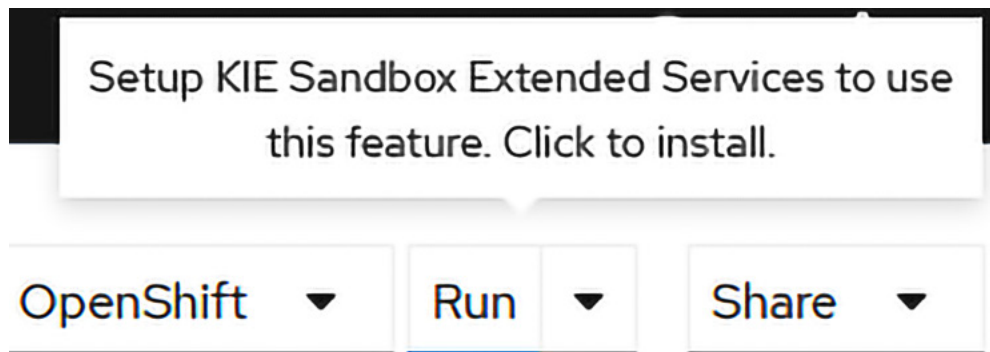 Setup KIE Sandbox Extended Services to use
this feature. Click to install.
OpenShift Run Share